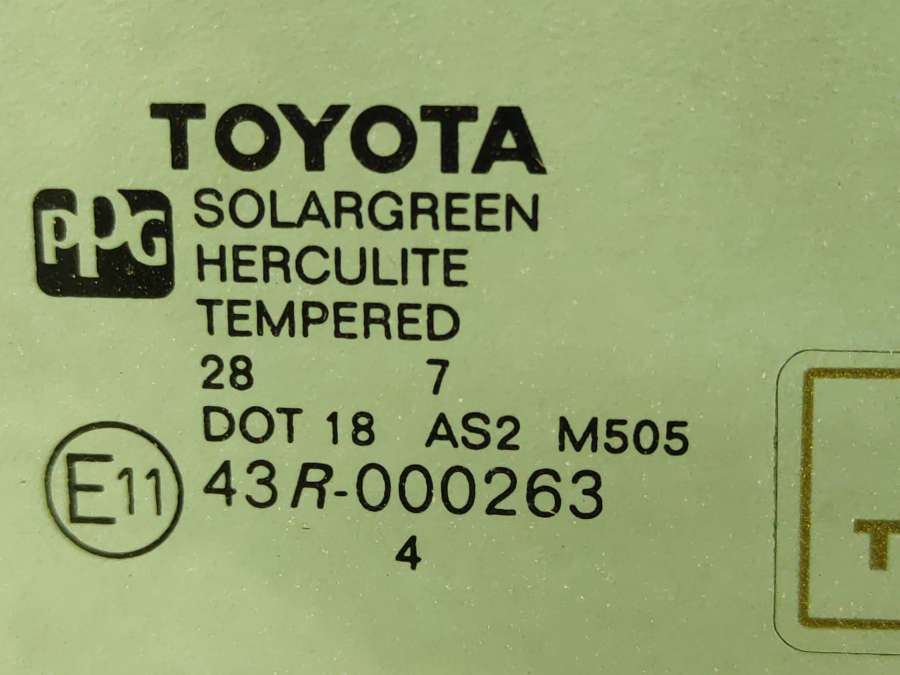 TOYOTA
PPG
SOLARGREEN
HERCULITE
TEMPERED
28 7
DOT 18 AS2 M505
E11 43R-000263
4
T